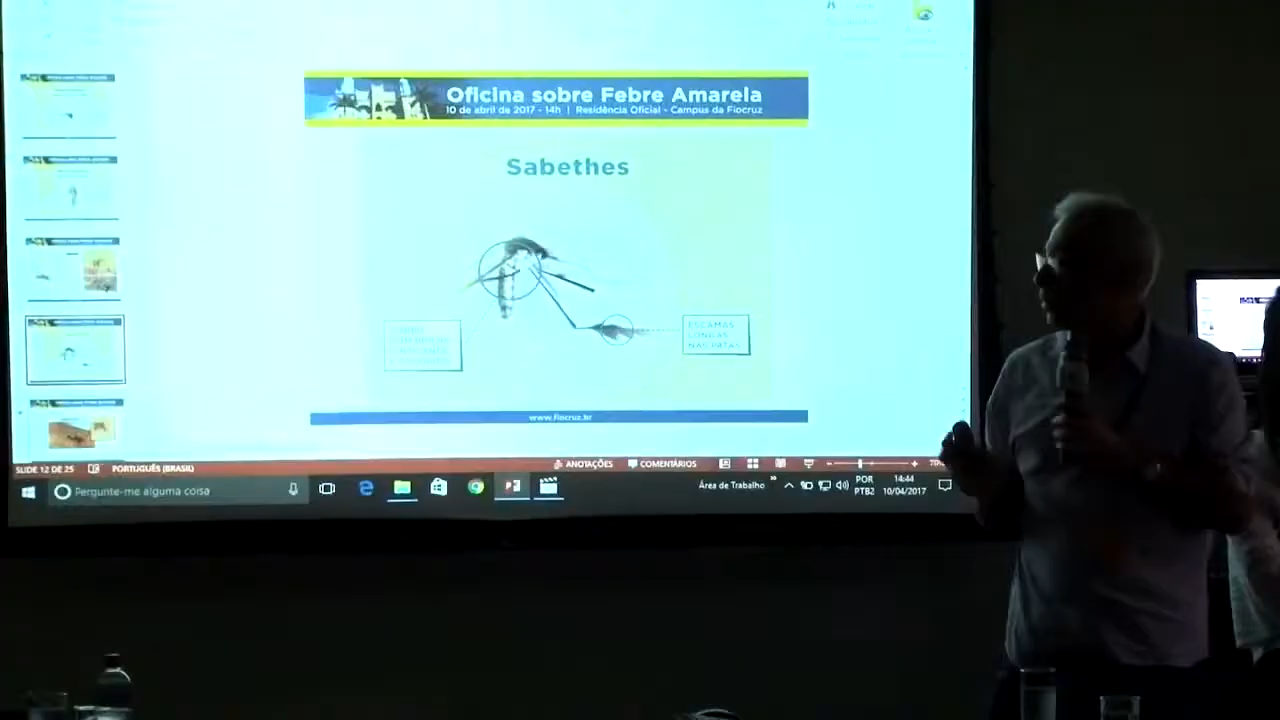 Oficina sobre Febre Amarela
10 de abril de 2017 - 14h | Residência Oficial - Campus da Fiocruz
Sabethes
ESCAMAS
LONGAS
NAS PATAS
www.fiocruz.br
SLIDE 12 DE 25 PORTUGUÊS (BRASIL) ANOTAÇÕES COMENTÁRIOS
Pergunte-me alguma coisa
Área de Trabalho
POR
PTB2
14:44
10/04/2017